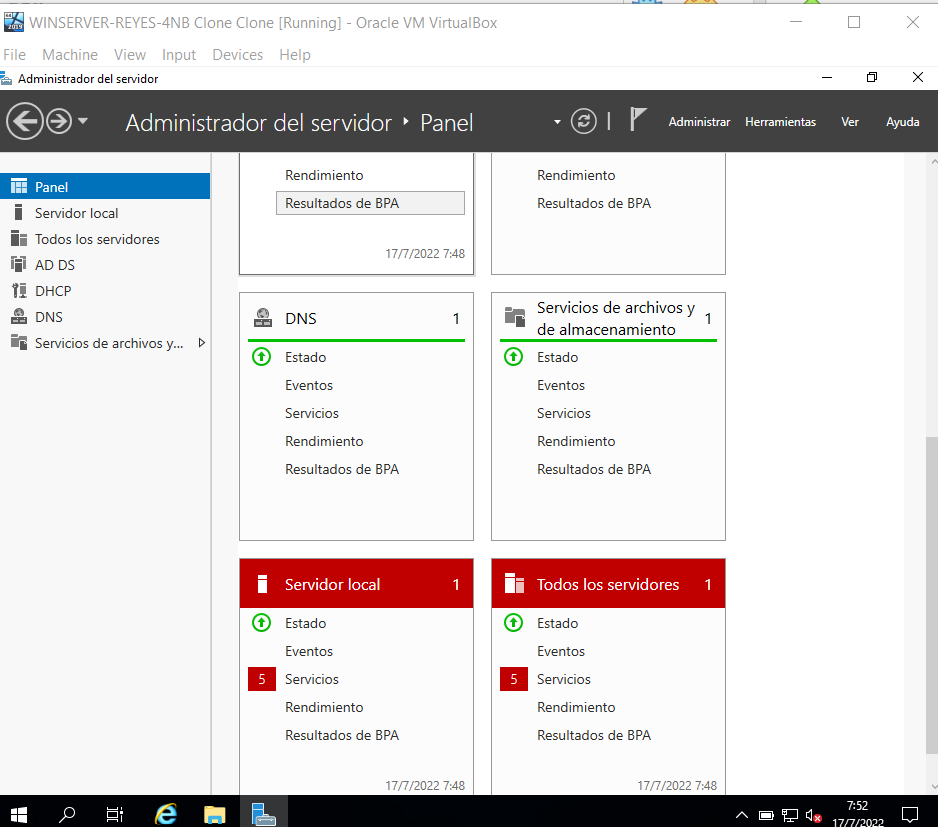 WINSERVER-REYES-4NB Clone Clone [Running] - Oracle VM VirtualBox
File Machine View Input Devices Help
Administrador del servidor
Administrador del servidor Panel
Administrar Herramientas Ver Ayuda
Panel
Servidor local
Todos los servidores
AD DS
DHCP
DNS
Servicios de archivos y...
Rendimiento
Resultados de BPA
17/7/2022 7:48
Rendimiento
Resultados de BPA
DNS 1
Estado
Eventos
Servicios
Rendimiento
Resultados de BPA
Servicios de archivos y
de almacenamiento 1
Estado
Eventos
Servicios
Rendimiento
Resultados de BPA
Servidor local 1
Estado
Eventos
5 Servicios
Rendimiento
Resultados de BPA
17/7/2022 7:48
Todos los servidores 1
Estado
Eventos
5 Servicios
Rendimiento
Resultados de BPA
17/7/2022 7:48
7:52
17/7/2022